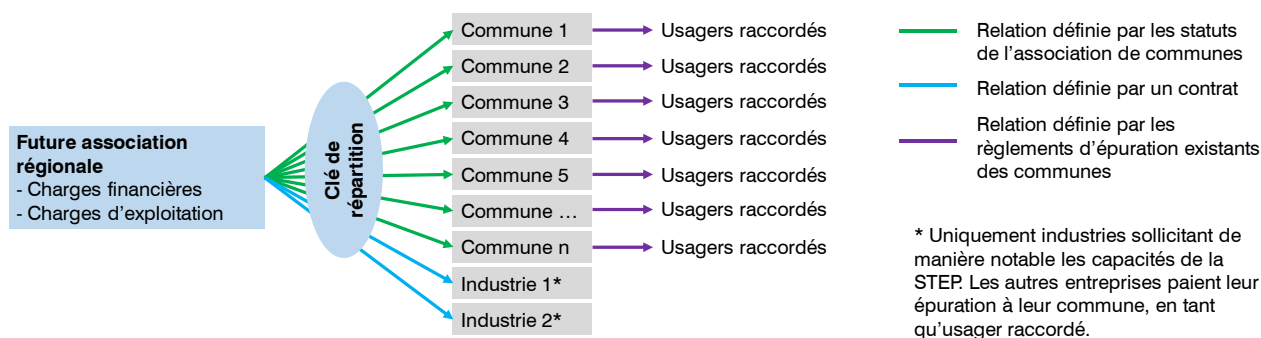 Future association
régionale
- Charges financières
- Charges d'exploitation
Clé de
répartition
Commune 1
Usagers raccordés
Commune 2
Usagers raccordés
Commune 3
Usagers raccordés
Commune 4
Usagers raccordés
Commune 5
Usagers raccordés
Commune ...
Usagers raccordés
Commune n
Usagers raccordés
Industrie 1*
Industrie 2*
Relation définie par les statuts
de l'association de communes
Relation définie par un contrat
Relation définie par les
règlements d'épuration existants
des communes
* Uniquement industries sollicitant de
manière notable les capacités de la
STEP. Les autres entreprises paient leur
épuration à leur commune, en tant
qu'usager raccordé.